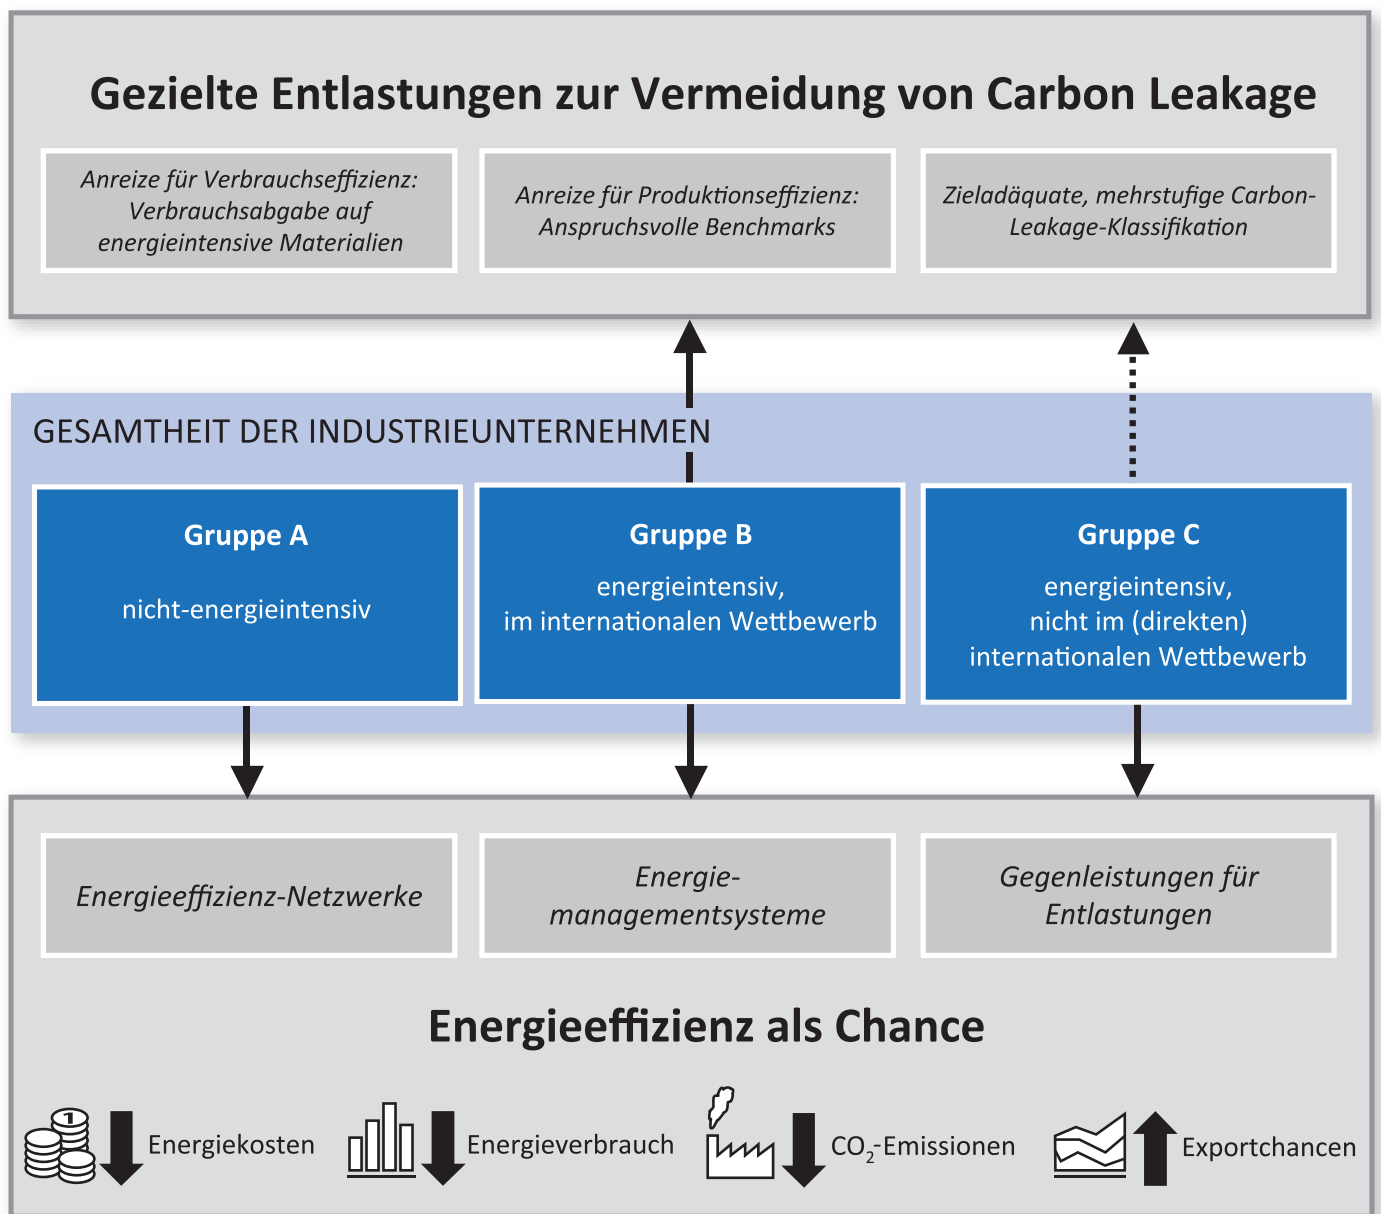 Gezielte Entlastungen zur Vermeidung von Carbon Leakage
Anreize für Verbrauchseffizienz:
Verbrauchsabgabe auf
energieintensive Materialien
Anreize für Produktionseffizienz:
Anspruchsvolle Benchmarks
Zieladäquate, mehrstufige Carbon-
Leakage-Klassifikation
GESAMTHEIT DER INDUSTRIEUNTERNEHMEN
Gruppe A
nicht-energieintensiv
Gruppe B
energieintensiv,
im internationalen Wettbewerb
Gruppe C
energieintensiv,
nicht im (direkten)
internationalen Wettbewerb
Energieeffizienz-Netzwerke
Energie-
managementsysteme
Gegenleistungen für
Entlastungen
Energieeffizienz als Chance
1
Energiekosten
Energieverbrauch
CO₂-Emissionen
Exportchancen